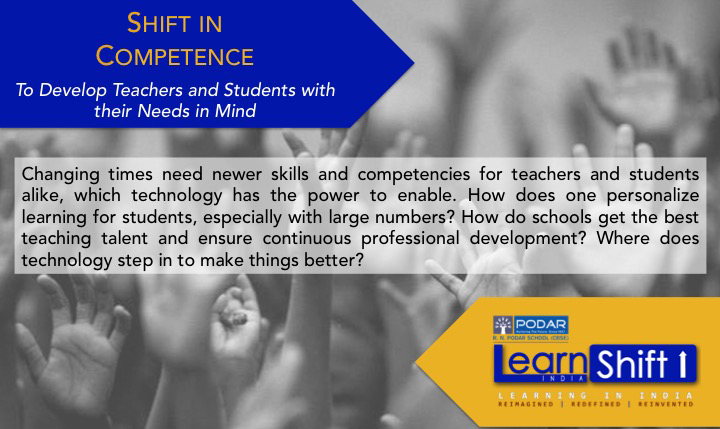 SHIFT IN
COMPETENCE
To Develop Teachers and Students with
their Needs in Mind
Changing times need newer skills and competencies for teachers and students
alike, which technology has the power to enable. How does one personalize
learning for students, especially with large numbers? How do schools get the best
teaching talent and ensure continuous professional development? Where does
technology step in to make things better?
PODAR
R. N. PODAR SCHOOL (CBSE)
Learn Shift 1
INDIA
LEARNING IN INDIA
REIMAGINED | REDEFINED | REINVENTED